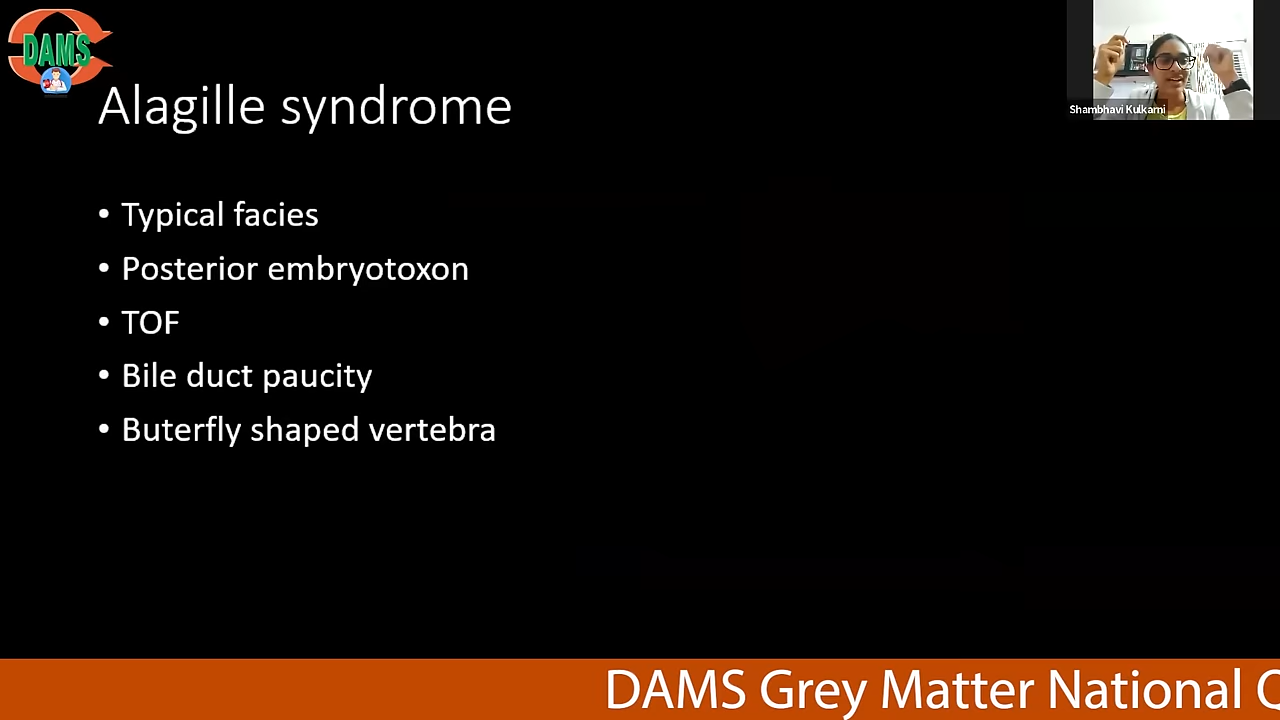 DAMS
Shambhavi Kulkarni
Alagille syndrome
• Typical facies
• Posterior embryotoxon
• TOF
• Bile duct paucity
• Buterfly shaped vertebra
DAMS Grey Matter National